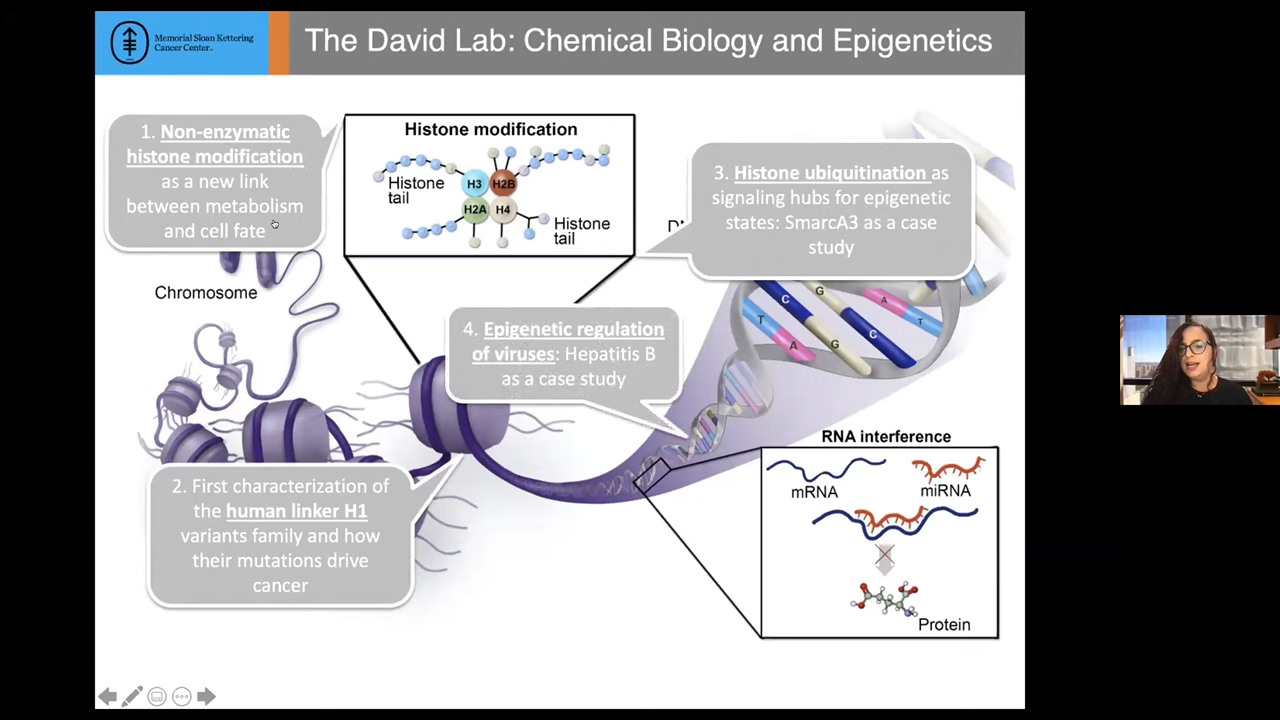 Memorial Sloan Kettering
Cancer Center
The David Lab: Chemical Biology and Epigenetics
1. Non-enzymatic
histone modification
as a new link
between metabolism
and cell fate
Histone modification
Histone
tail
H3
H2B
H2A
H4
Histone
tail
3. Histone ubiquitination as
signaling hubs for epigenetic
states: SmarcA3 as a case
study
Chromosome
4. Epigenetic regulation
of viruses: Hepatitis B
as a case study
C
G
A
T
T
A
G
C
2. First characterization of
the human linker H1
variants family and how
their mutations drive
cancer
RNA interference
mRNA
miRNA
Protein